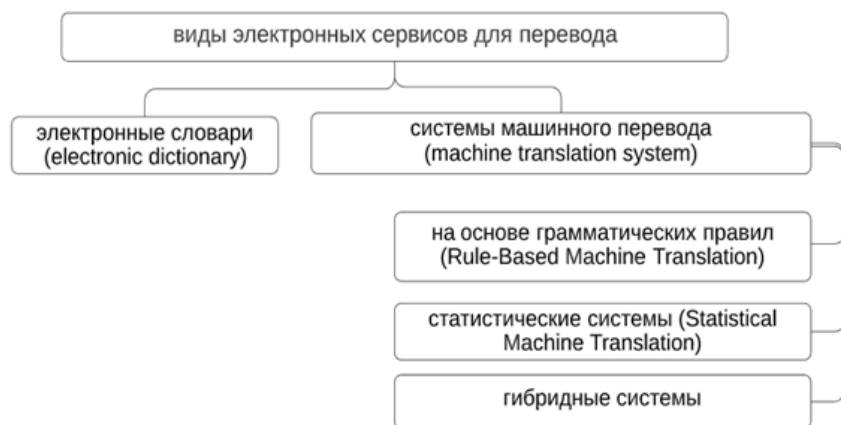 виды электронных сервисов для перевода
электронные словари
(electronic dictionary)
системы машинного перевода
(machine translation system)
на основе грамматических правил
(Rule-Based Machine Translation)
статистические системы (Statistical
Machine Translation)
гибридные системы